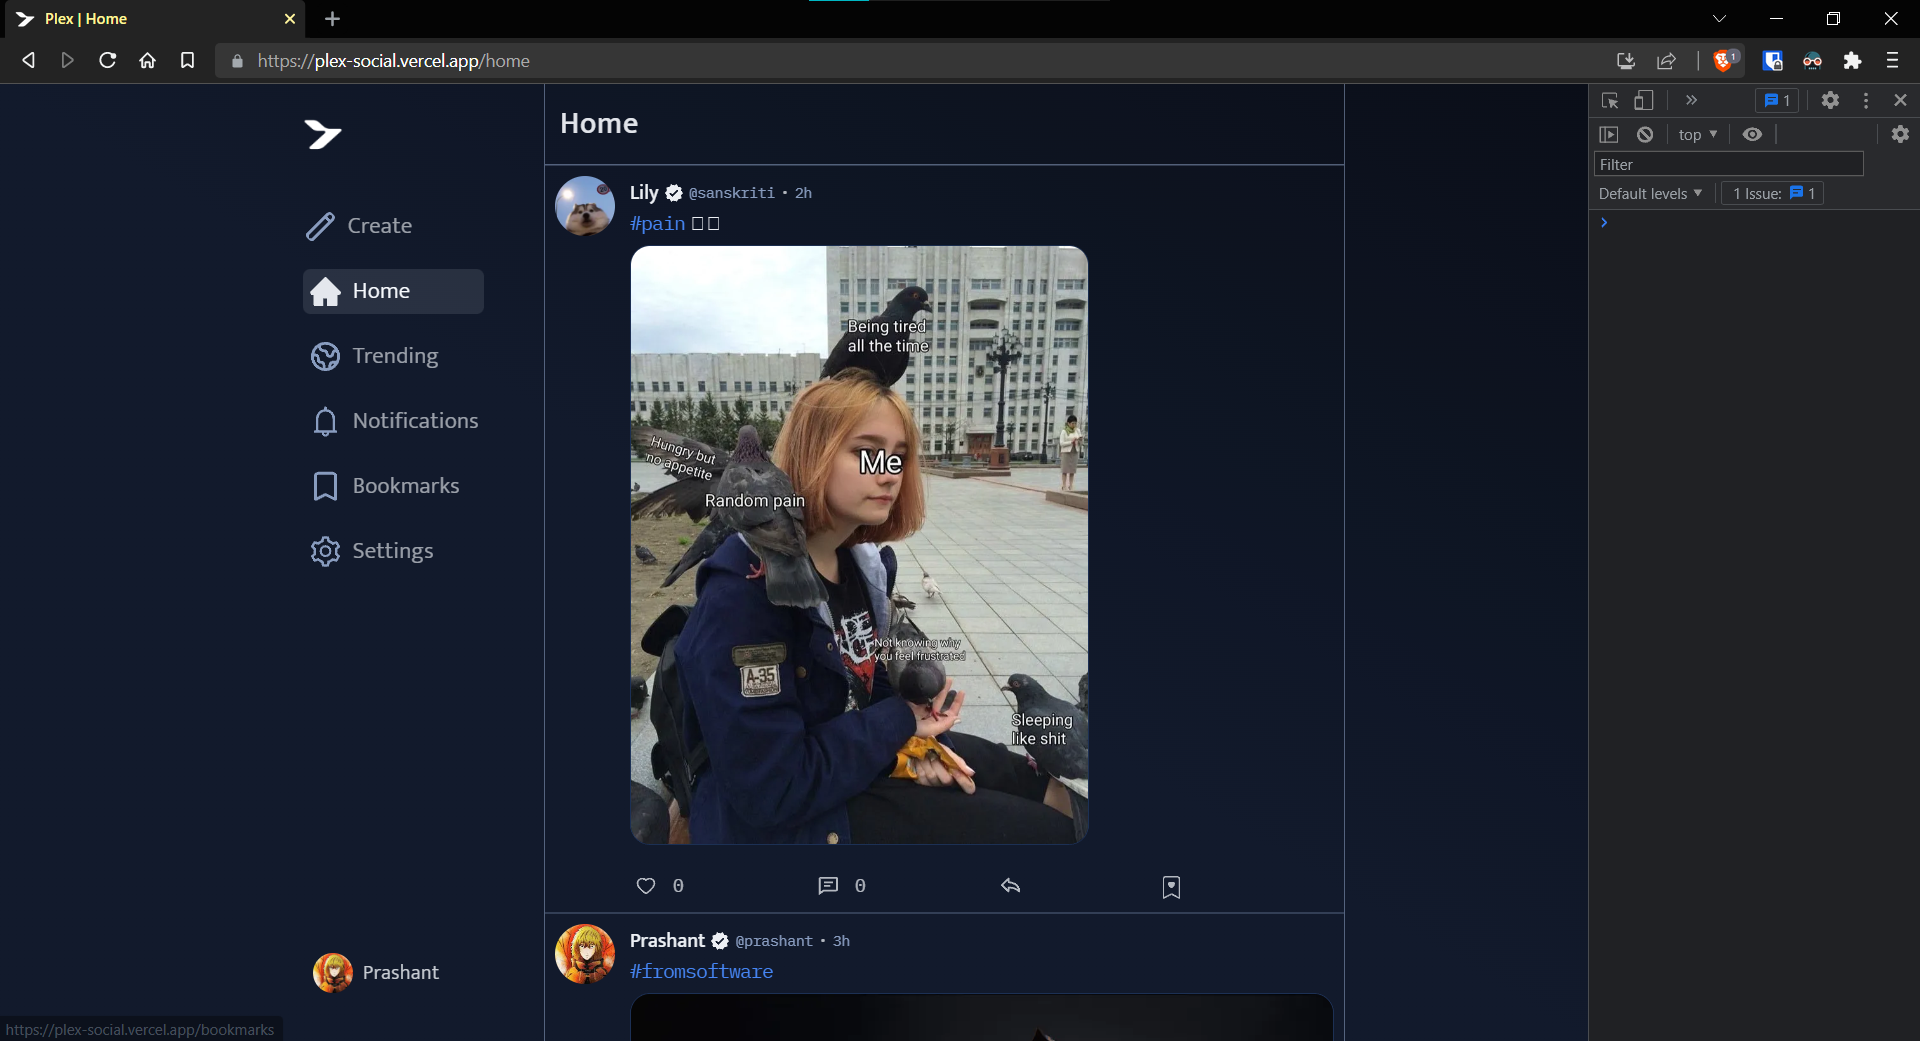 Plex | Home
https://plex-social.vercel.app/home
1
1
top
Filter
Default levels
1 Issue: 1
Home
Create
Home
Trending
Notifications
Bookmarks
Settings
Prashant
Lily @sanskriti • 2h
#pain
Being tired
all the time
Hungry but
no appetite
Me
Random pain
Not knowing why
you feel frustrated
A-35
Sleeping
like shit
0
0
Prashant @prashant • 3h
#fromsoftware
https://plex-social.vercel.app/bookmarks